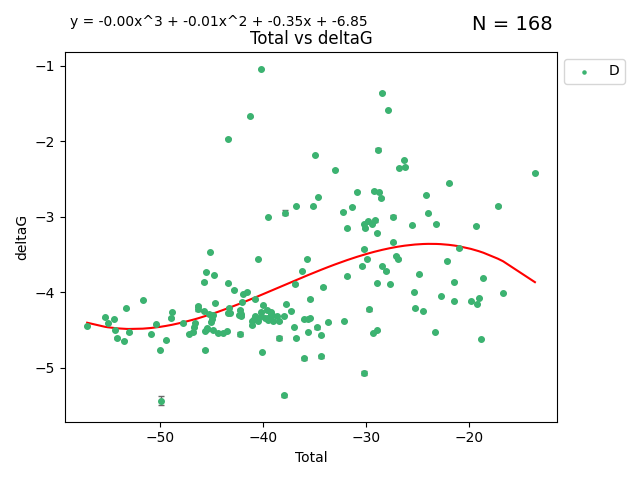 y = -0.00x^3 + -0.01x^2 + -0.35x + -6.85
N = 168
Total vs deltaG
D
−1
−2
−3
−4
−5
deltaG
−50 −40 −30 −20
Total